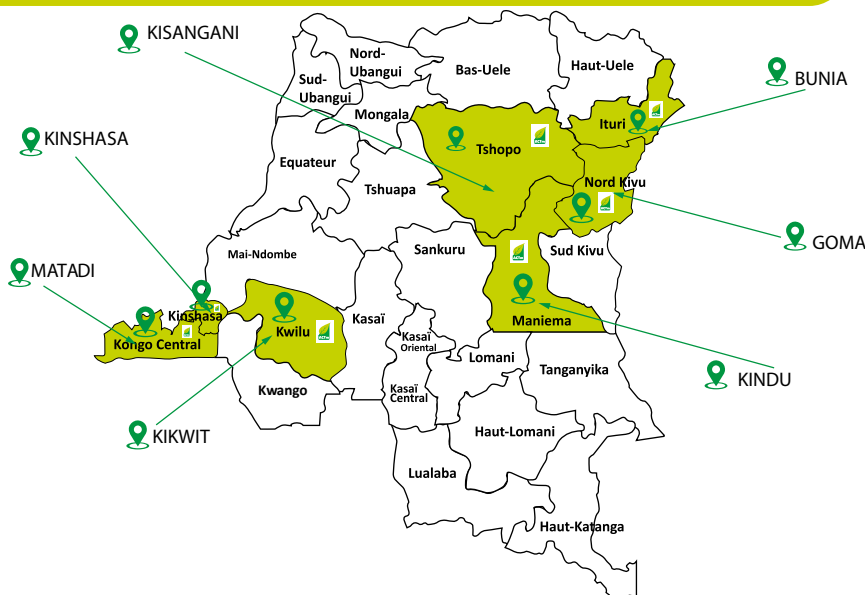 KISANGANI
Nord-
Ubangui
Bas-Uele
Haut-Uele
BUNIA
Sud-
Ubangui
Mongala
Ituri
KINSHASA
Tshopo
Equateur
Tshuapa
Nord Kivu
GOMA
Sankuru
Sud Kivu
Mai-Ndombe
MATADI
Kinshasa
Kongo Central
Kwilu
Kasaï
Maniema
Kasaï
Oriental
Lomani
Tanganyika
KINDU
Kwango
Kasaï
Central
KIKWIT
Haut-Lomani
Lualaba
Haut-Katanga